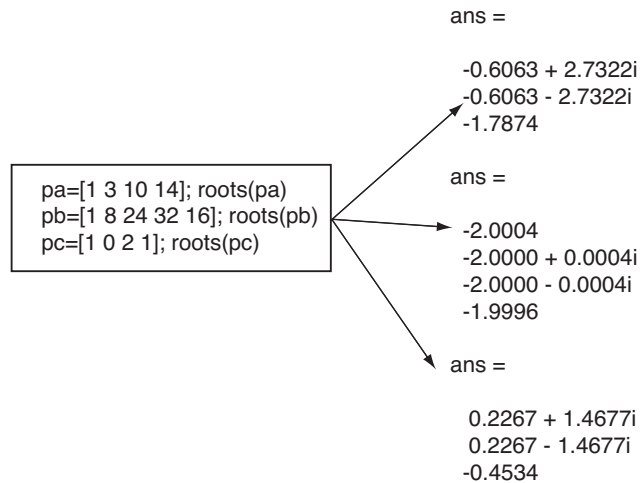 pa=[1 3 10 14]; roots(pa)
pb=[1 8 24 32 16]; roots(pb)
pc=[1 0 2 1]; roots(pc)
ans =
-0.6063 + 2.7322i
-0.6063 - 2.7322i
-1.7874
ans =
-2.0004
-2.0000 + 0.0004i
-2.0000 - 0.0004i
-1.9996
ans =
0.2267 + 1.4677i
0.2267 - 1.4677i
-0.4534